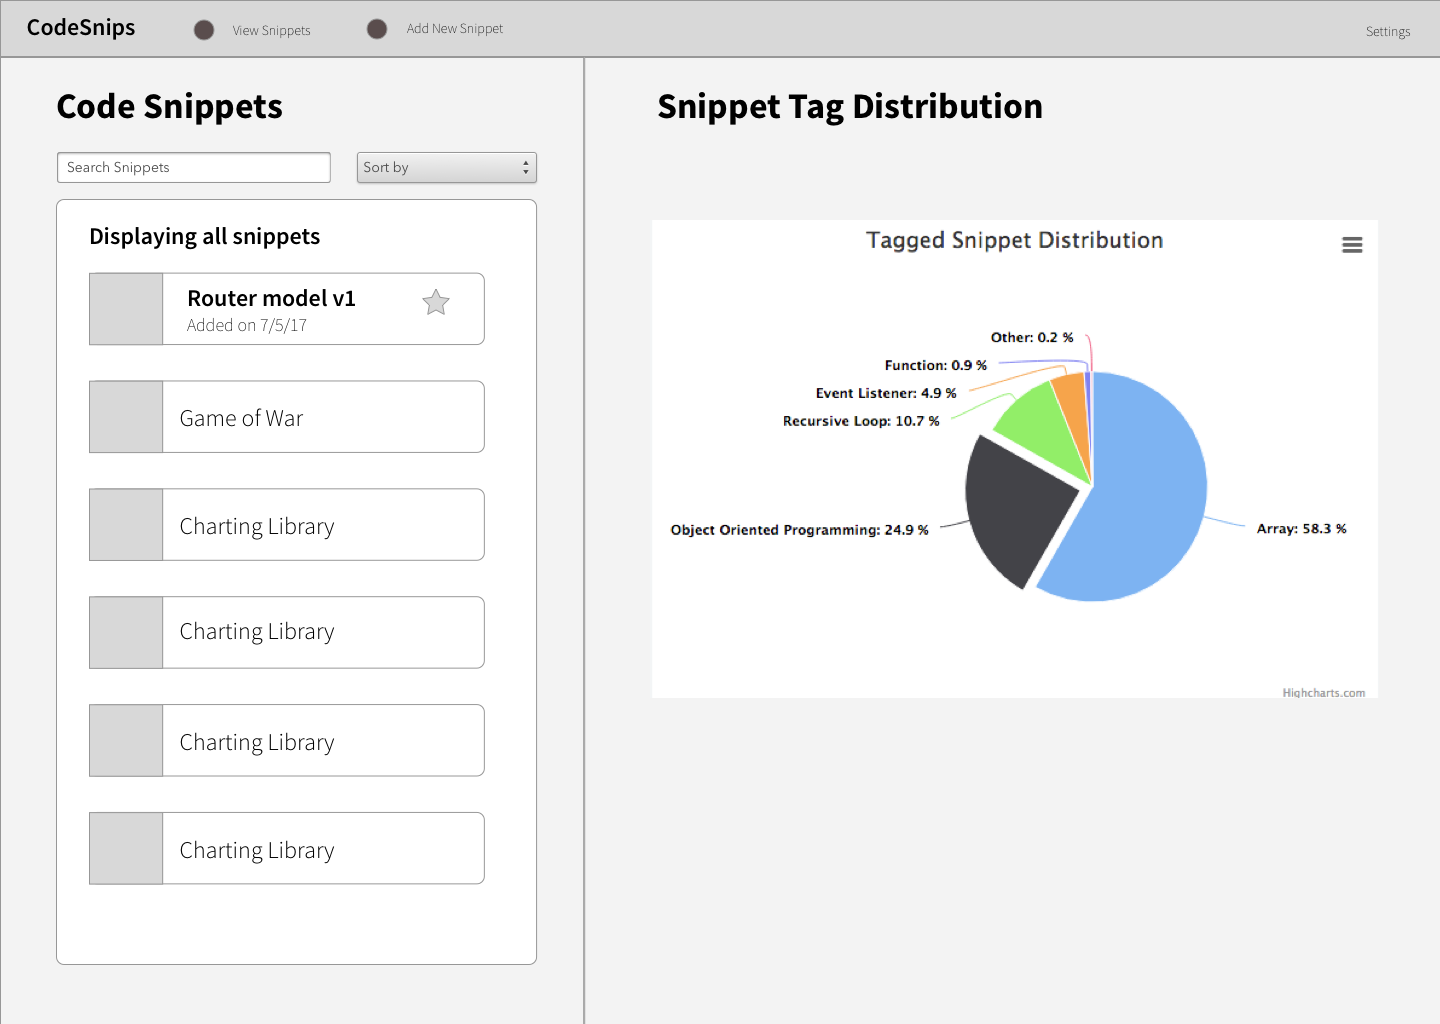 CodeSnips
View Snippets
Add New Snippet
Settings
Code Snippets
Search Snippets
Sort by
Displaying all snippets
Router model v1
Added on 7/5/17
Game of War
Charting Library
Charting Library
Charting Library
Charting Library
Snippet Tag Distribution
Tagged Snippet Distribution
Other: 0.2 %
Function: 0.9 %
Event Listener: 4.9 %
Recursive Loop: 10.7 %
Object Oriented Programming: 24.9 %
Array: 58.3 %
Highcharts.com